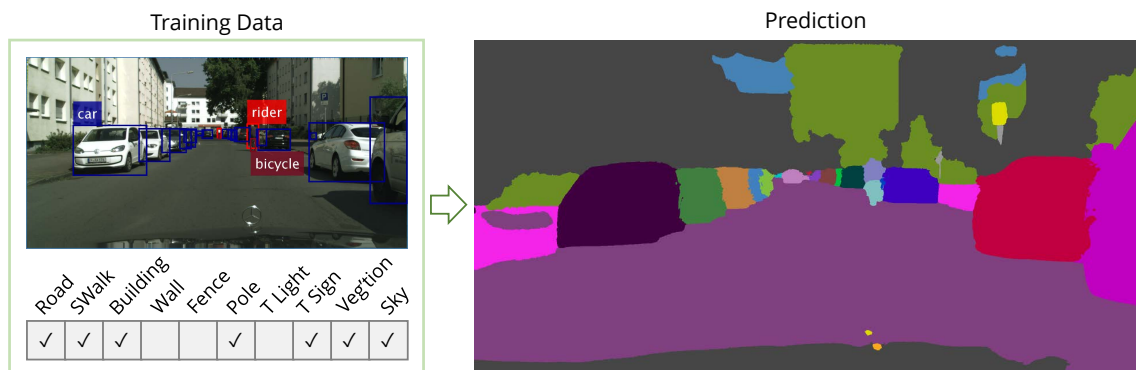 Training Data
Prediction
car
rider
bicycle
P
Road
SWalk
Building
Wall
Fence
Pole
T Light
T Sign
Veg'tion
Sky
✓ ✓ ✓ ✓ ✓ ✓ ✓